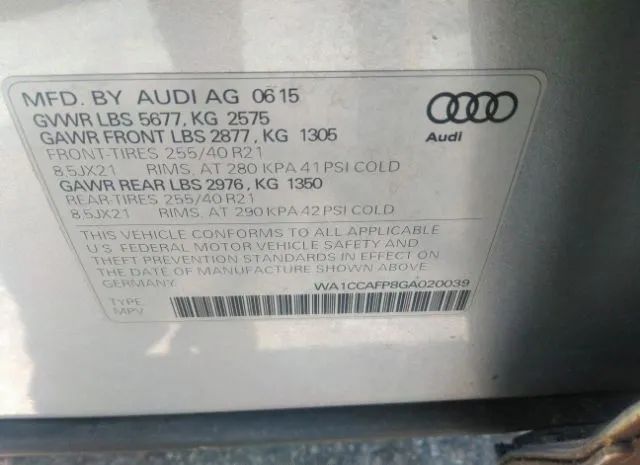 MFD. BY AUDI AG 06 15
GVWR LBS 5677, KG 2575
GAWR FRONT LBS 2877, KG 1305
FRONT-TIRES 255/40 R21
8.5JX21 RIMS, AT 280 KPA 41 PSI COLD
GAWR REAR LBS 2976, KG 1350
REAR-TIRES 255/40 R21
8.5JX21 RIMS, AT 290 KPA 42 PSI COLD
Audi
THIS VEHICLE CONFORMS TO ALL APPLICABLE
U.S. FEDERAL MOTOR VEHICLE SAFETY AND
THEFT PREVENTION STANDARDS IN EFFECT ON
THE DATE OF MANUFACTURE SHOWN ABOVE.
GERMANY WA1CCAFP8GA020039
TYPE:
MPV